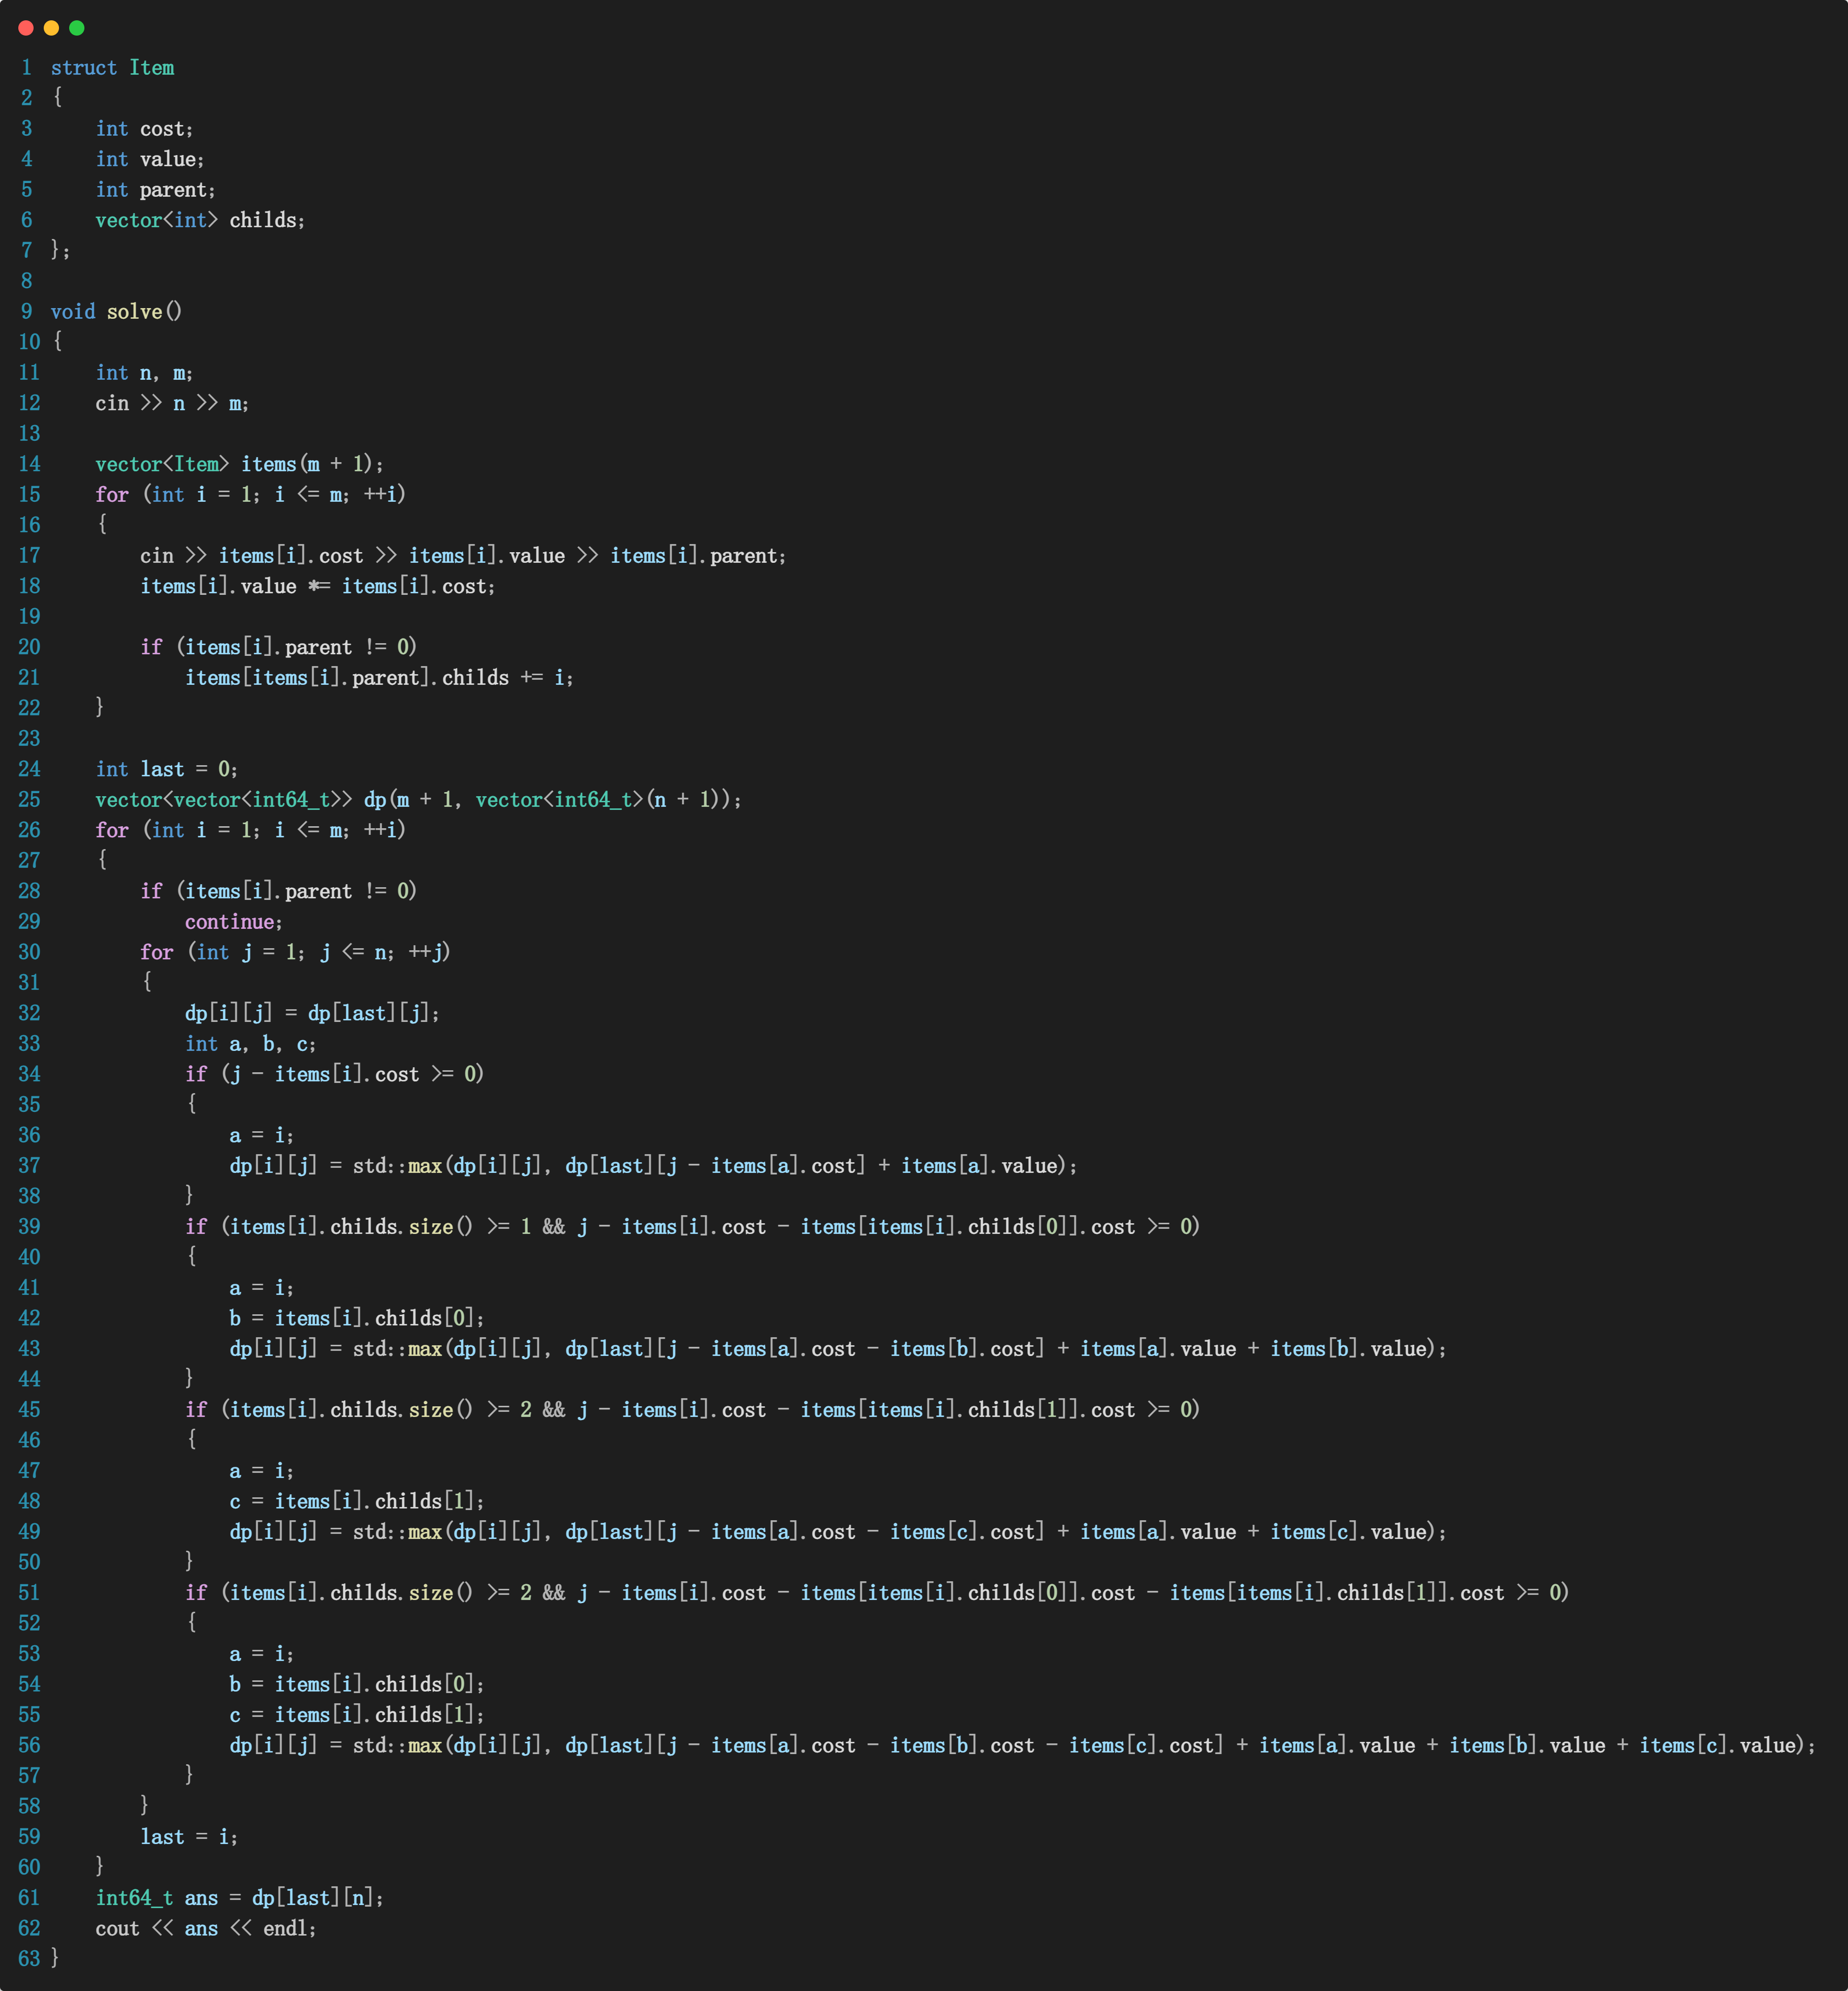 1 struct Item
2 {
3     int cost;
4     int value;
5     int parent;
6     vector<int> childs;
7 };
8
9 void solve()
10 {
11     int n, m;
12     cin >> n >> m;
13
14     vector<Item> items(m + 1);
15     for (int i = 1; i <= m; ++i)
16     {
17         cin >> items[i].cost >> items[i].value >> items[i].parent;
18         items[i].value *= items[i].cost;
19
20         if (items[i].parent != 0)
21             items[items[i].parent].childs += i;
22     }
23
24     int last = 0;
25     vector<vector<int64_t>> dp(m + 1, vector<int64_t>(n + 1));
26     for (int i = 1; i <= m; ++i)
27     {
28         if (items[i].parent != 0)
29             continue;
30         for (int j = 1; j <= n; ++j)
31         {
32             dp[i][j] = dp[last][j];
33             int a, b, c;
34             if (j - items[i].cost >= 0)
35             {
36                 a = i;
37                 dp[i][j] = std::max(dp[i][j], dp[last][j - items[a].cost] + items[a].value);
38             }
39             if (items[i].childs.size() >= 1 && j - items[i].cost - items[items[i].childs[0]].cost >= 0)
40             {
41                 a = i;
42                 b = items[i].childs[0];
43                 dp[i][j] = std::max(dp[i][j], dp[last][j - items[a].cost - items[b].cost] + items[a].value + items[b].value);
44             }
45             if (items[i].childs.size() >= 2 && j - items[i].cost - items[items[i].childs[1]].cost >= 0)
46             {
47                 a = i;
48                 c = items[i].childs[1];
49                 dp[i][j] = std::max(dp[i][j], dp[last][j - items[a].cost - items[c].cost] + items[a].value + items[c].value);
50             }
51             if (items[i].childs.size() >= 2 && j - items[i].cost - items[items[i].childs[0]].cost - items[items[i].childs[1]].cost >= 0)
52             {
53                 a = i;
54                 b = items[i].childs[0];
55                 c = items[i].childs[1];
56                 dp[i][j] = std::max(dp[i][j], dp[last][j - items[a].cost - items[b].cost - items[c].cost] + items[a].value + items[b].value + items[c].value);
57             }
58         }
59         last = i;
60     }
61     int64_t ans = dp[last][n];
62     cout << ans << endl;
63 }